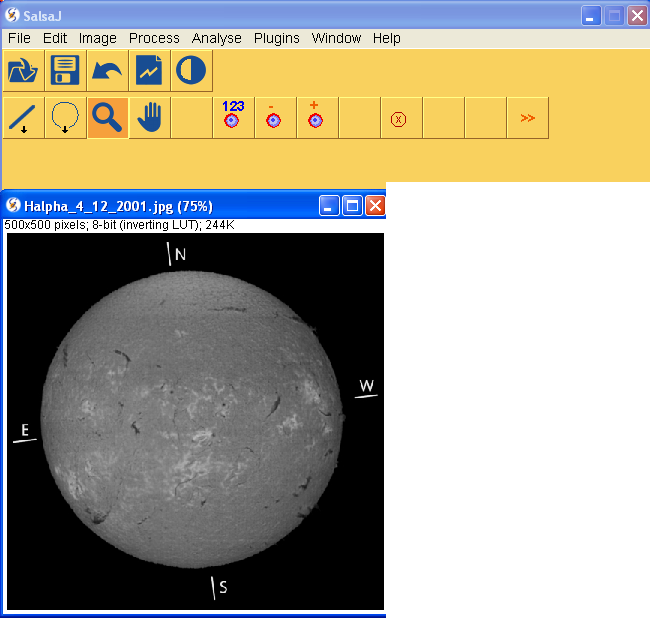 SalsaJ
File Edit Image Process Analyse Plugins Window Help
123 - +
x >>
Halpha_4_12_2001.jpg (75%)
500x500 pixels; 8-bit (inverting LUT); 244K
N
W
E
S